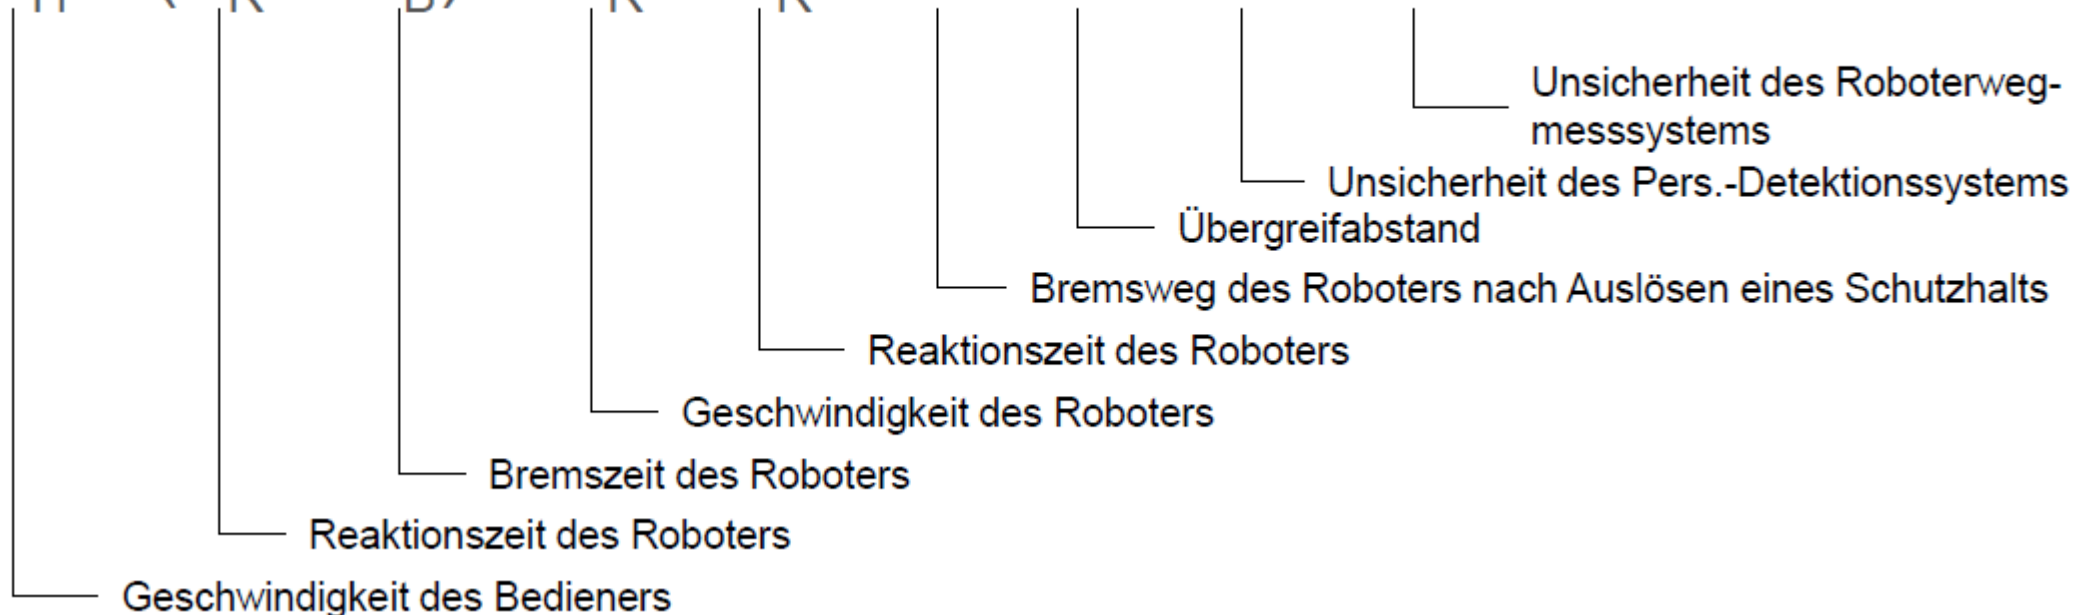 Unsicherheit des Roboterweg-
messsystems
Unsicherheit des Pers.-Detektionssystems
Übergreifabstand
Bremsweg des Roboters nach Auslösen eines Schutzhalts
Reaktionszeit des Roboters
Geschwindigkeit des Roboters
Bremszeit des Roboters
Reaktionszeit des Roboters
Geschwindigkeit des Bedieners